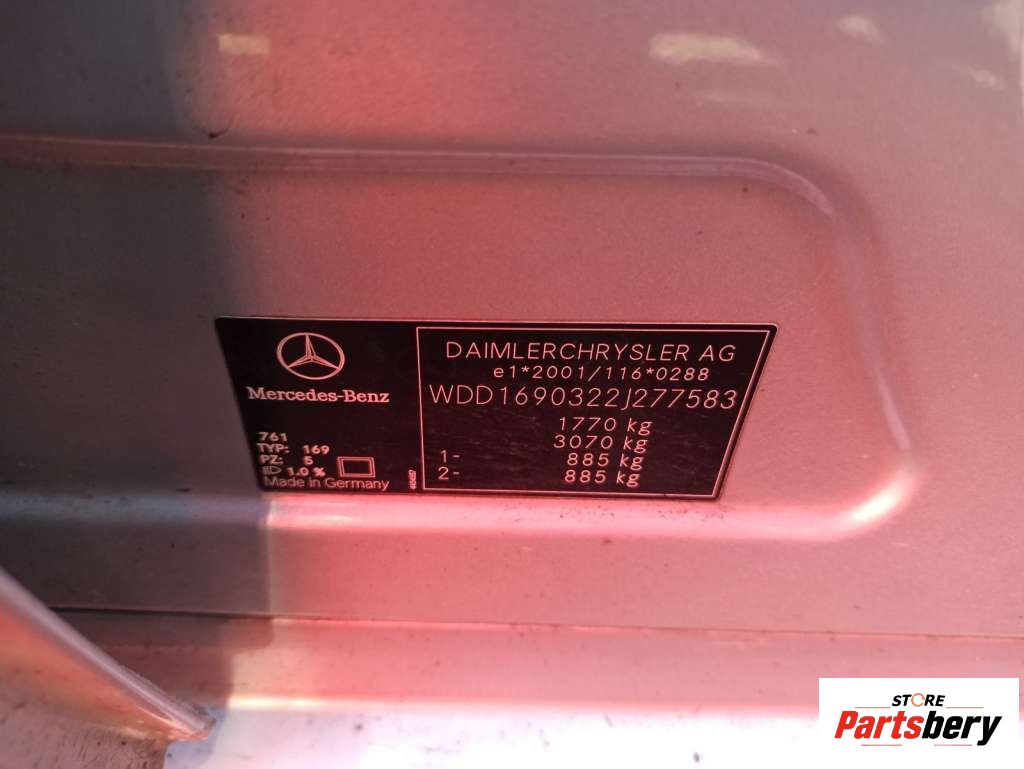 Mercedes-Benz
761
TYP: 169
PZ: 5
1.0 %
Made in Germany
DAIMLERCHRYSLER AG
e1*2001/116*0288
WDD1690322J277583
1770 kg
3070 kg
1- 885 kg
2- 885 kg
STORE
Partsbery